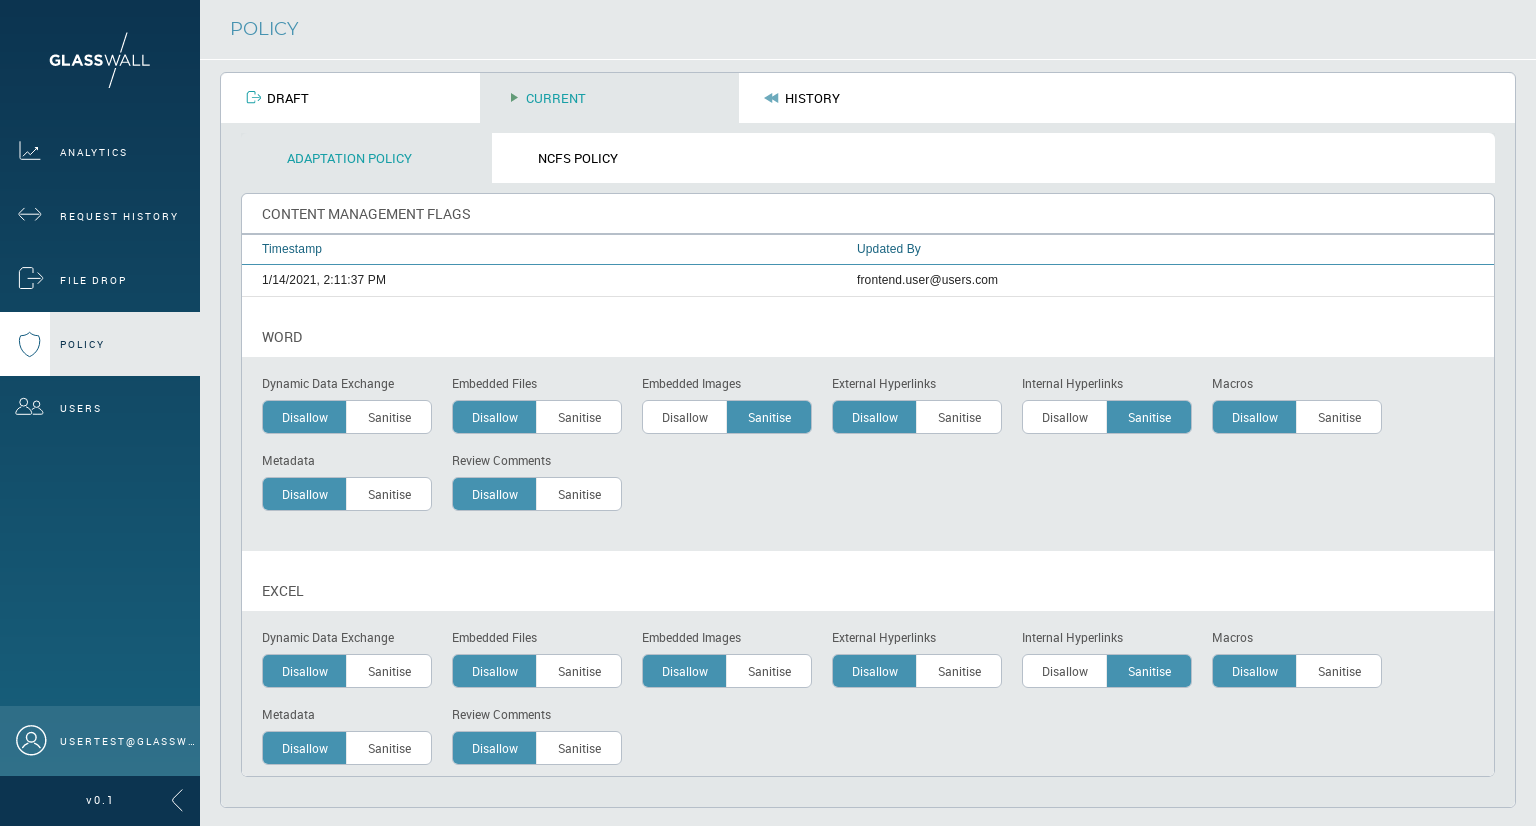 GLASSWALL
ANALYTICS
REQUEST HISTORY
FILE DROP
POLICY
USERS
USERTEST@GLASSW...
v0.1
POLICY
DRAFT CURRENT HISTORY
ADAPTATION POLICY NCFS POLICY
CONTENT MANAGEMENT FLAGS
Timestamp Updated By
1/14/2021, 2:11:37 PM frontend.user@users.com
WORD
Dynamic Data Exchange Embedded Files Embedded Images External Hyperlinks Internal Hyperlinks Macros
Disallow Sanitise Disallow Sanitise Disallow Sanitise Disallow Sanitise Disallow Sanitise Disallow Sanitise
Metadata Review Comments
Disallow Sanitise Disallow Sanitise
EXCEL
Dynamic Data Exchange Embedded Files Embedded Images External Hyperlinks Internal Hyperlinks Macros
Disallow Sanitise Disallow Sanitise Disallow Sanitise Disallow Sanitise Disallow Sanitise Disallow Sanitise
Metadata Review Comments
Disallow Sanitise Disallow Sanitise